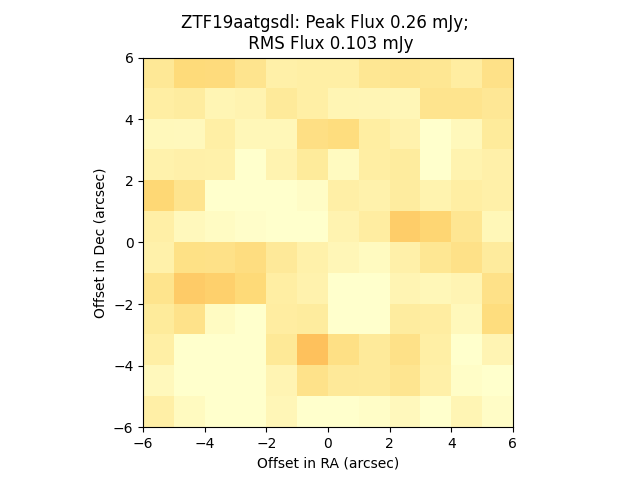 ZTF19aatgsdl: Peak Flux 0.26 mJy;
RMS Flux 0.103 mJy
6
4
2
0
−2
−4
−6
Offset in Dec (arcsec)
−6 −4 −2 0 2 4 6
Offset in RA (arcsec)